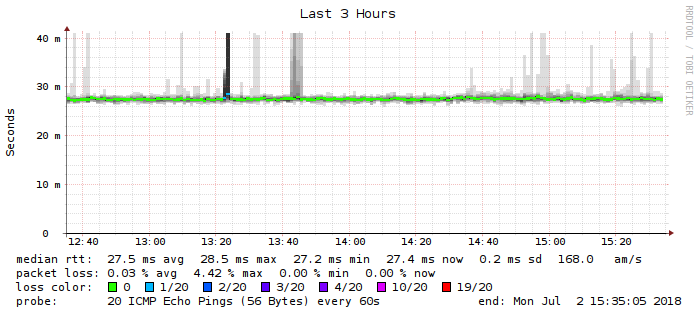 Last 3 Hours
RRDTOOL / TOBI OETIKER
Seconds
40 m
30 m
20 m
10 m
0
12:40 13:00 13:20 13:40 14:00 14:20 14:40 15:00 15:20
median rtt: 27.5 ms avg 28.5 ms max 27.2 ms min 27.4 ms now 0.2 ms sd 168.0 am/s
packet loss: 0.03 % avg 4.42 % max 0.00 % min 0.00 % now
loss color: 0 1/20 2/20 3/20 4/20 10/20 19/20
probe: 20 ICMP Echo Pings (56 Bytes) every 60s end: Mon Jul 2 15:35:05 2018